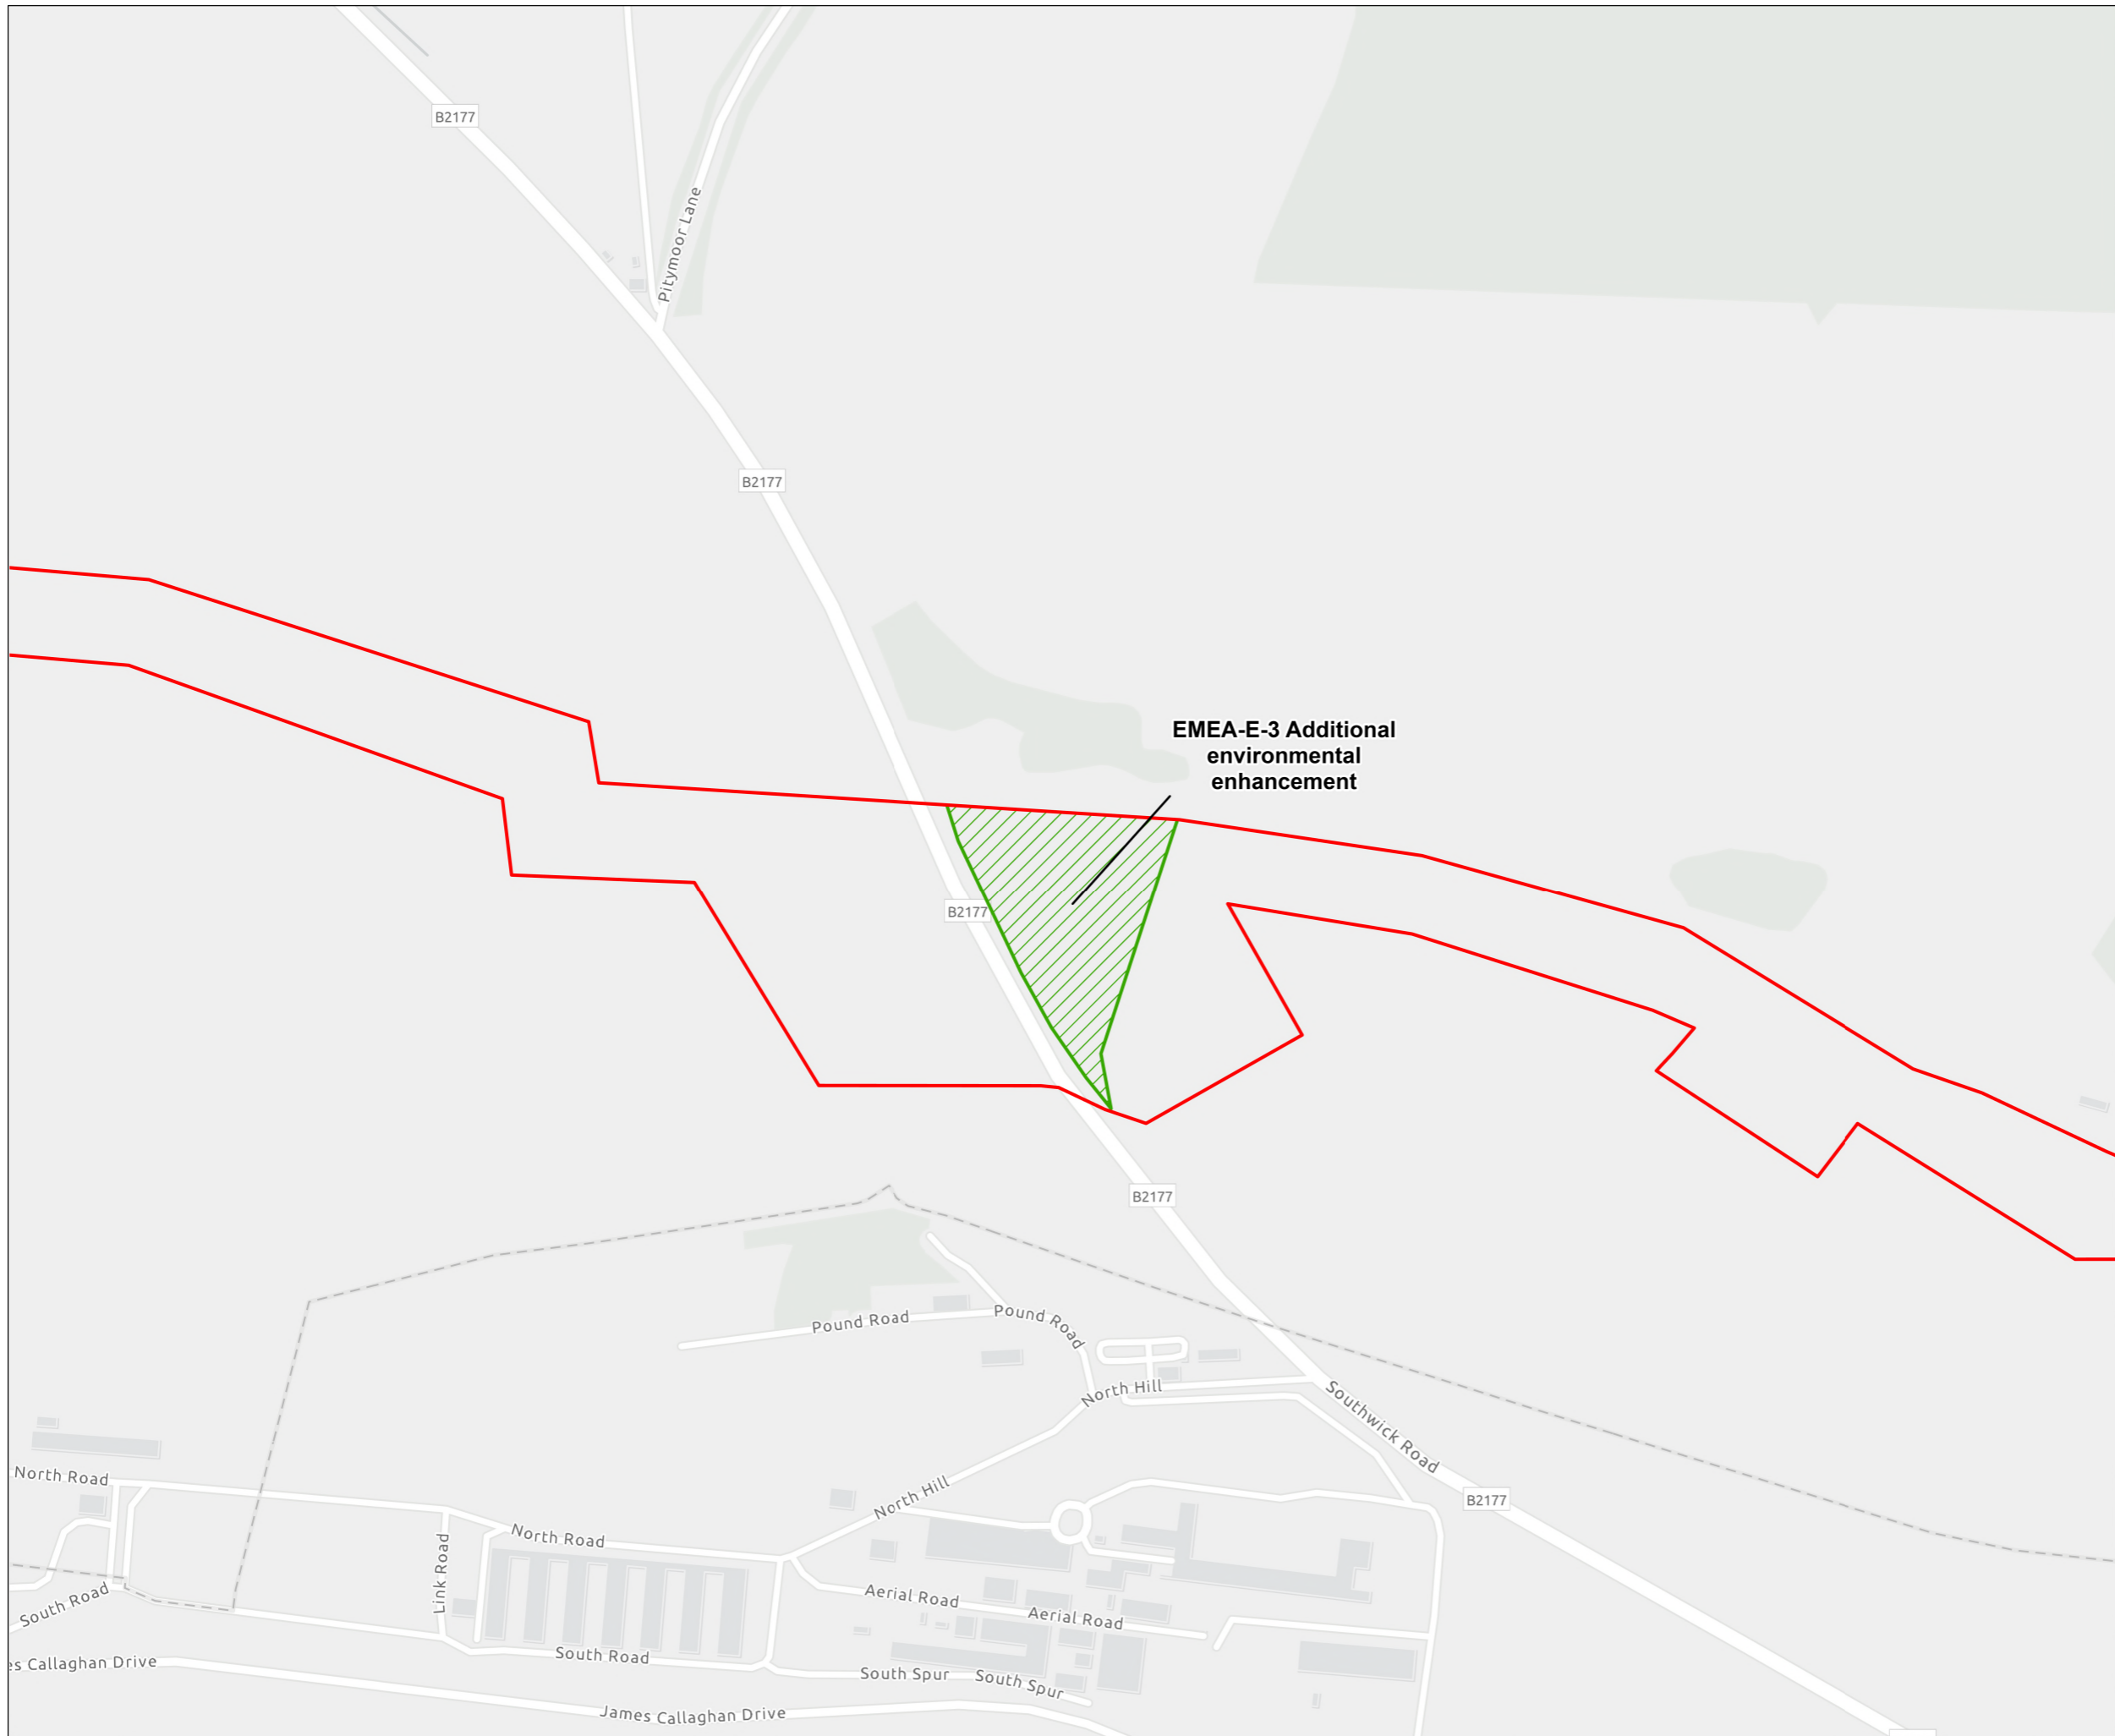 B2177
Pitymoor Lane
B2177
EMEA-E-3 Additional
environmental
enhancement
B2177
B2177
Pound Road
Pound Road
North Hill
Southwick Road
North Road
North Hill
B2177
North Road
Link Road
South Road
Aerial Road
Aerial Road
South Road
es Callaghan Drive
South Spur
South Spur
James Callaghan Drive